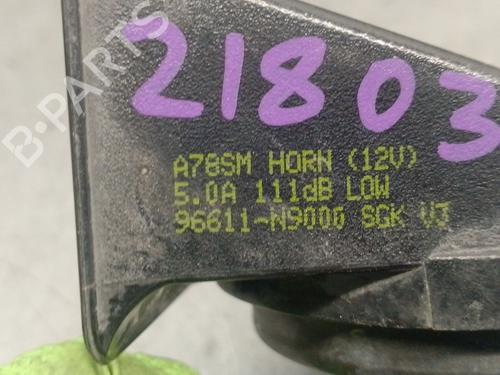 B-PARTS
21803
A78SM HORN (12V)
5.0A 111dB LOW
96611-N9000 SGK VJ